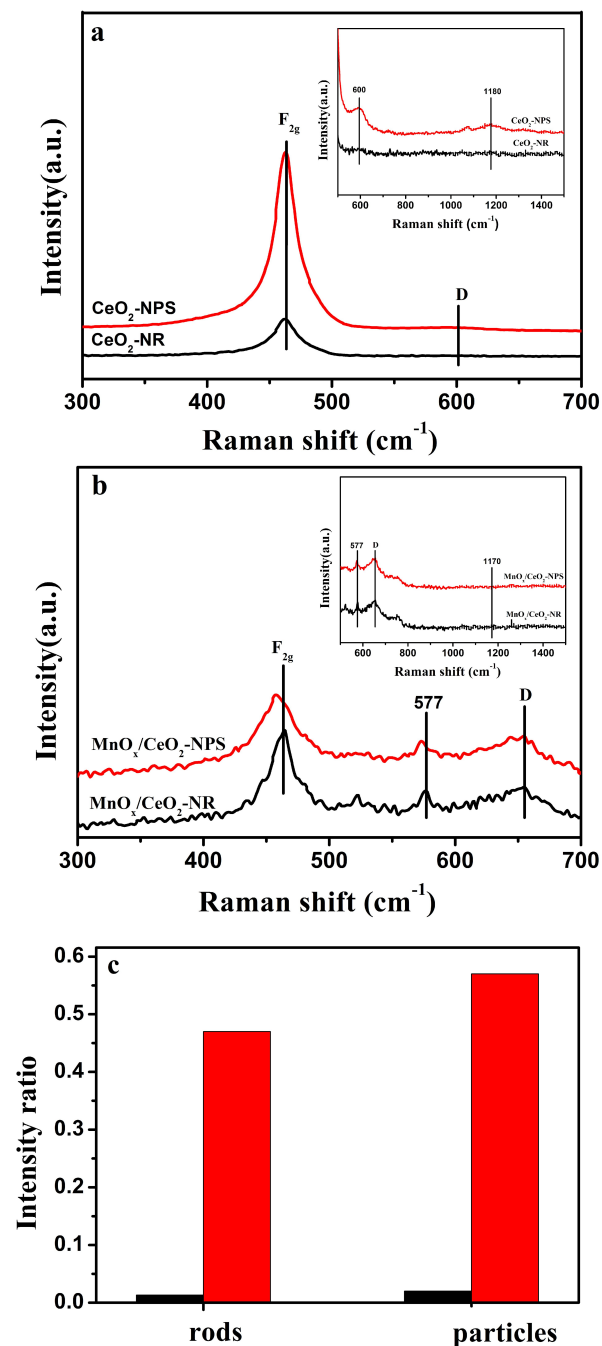 a
600
1180
CeO2-NPS
CeO2-NR
Intensity(a.u.)
600 800 1000 1200 1400
Raman shift (cm-1)
F2g
D
CeO2-NPS
CeO2-NR
Intensity(a.u.)
300 400 500 600 700
Raman shift (cm-1)
b
577 D
1170
MnOx/CeO2-NPS
MnOx/CeO2-NR
Intensity(a.u.)
600 800 1000 1200 1400
Raman shift (cm-1)
F2g
577
D
MnOx/CeO2-NPS
MnOx/CeO2-NR
Intensity(a.u.)
300 400 500 600 700
Raman shift (cm-1)
c
0.6
0.5
0.4
0.3
0.2
0.1
0.0
Intensity ratio
rods particles